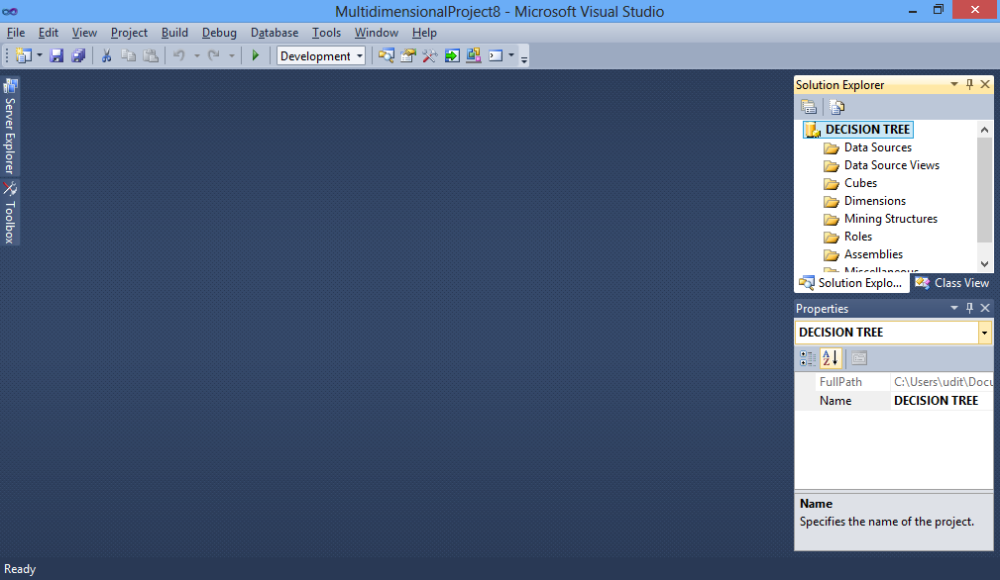 MultidimensionalProject8 - Microsoft Visual Studio
File Edit View Project Build Debug Database Tools Window Help
Development
Server Explorer
Toolbox
Solution Explorer
DECISION TREE
Data Sources
Data Source Views
Cubes
Dimensions
Mining Structures
Roles
Assemblies
Miscellaneous
Solution Explo... Class View
Properties
DECISION TREE
FullPath C:\Users\udit\Docu
Name DECISION TREE
Name
Specifies the name of the project.
Ready